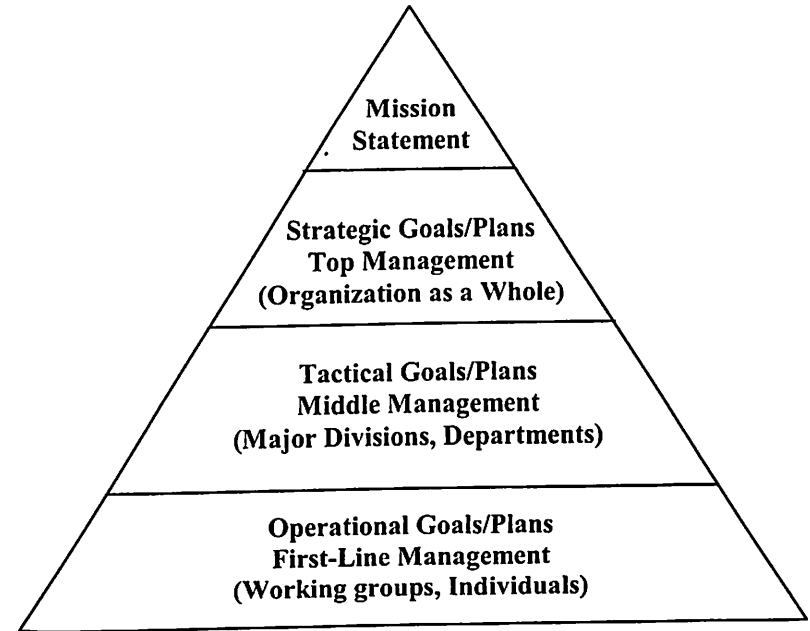 Mission
Statement
Strategic Goals/Plans
Top Management
(Organization as a Whole)
Tactical Goals/Plans
Middle Management
(Major Divisions, Departments)
Operational Goals/Plans
First-Line Management
(Working groups, Individuals)